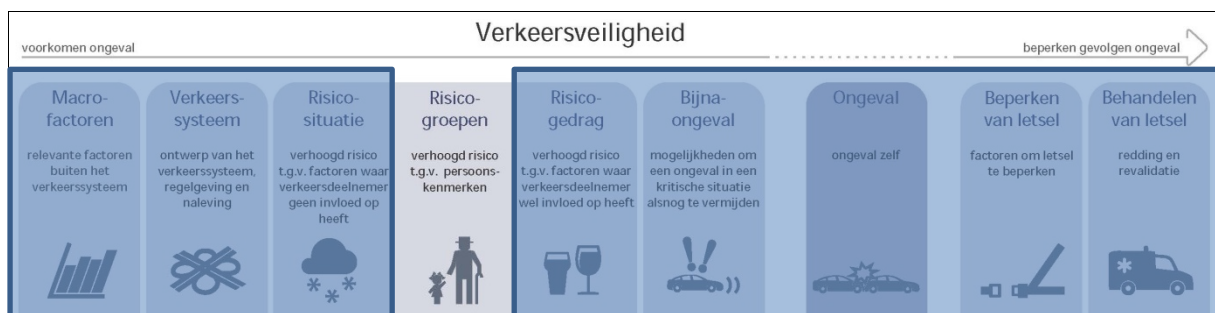 Verkeersveiligheid
voorkomen ongeval
beperken gevolgen ongeval
Macro-
factoren
relevante factoren
buiten het
verkeerssysteem
Verkeers-
systeem
ontwerp van het
verkeerssysteem,
regelgeving en
naleving
Risico-
situatie
verhoogd risico
t.g.v. factoren waar
verkeersdeelnemer
geen invloed op
heeft
Risico-
groepen
verhoogd risico
t.g.v. persoons-
kenmerken
Risico-
gedrag
verhoogd risico
t.g.v. factoren waar
verkeersdeelnemer
wel invloed op heeft
Bijna-
ongeval
mogelijkheden om
een ongeval in een
kritische situatie
alsnog te vermijden
Ongeval
ongeval zelf
Beperken
van letsel
factoren om letsel
te beperken
Behandelen
van letsel
redding en
revalidatie